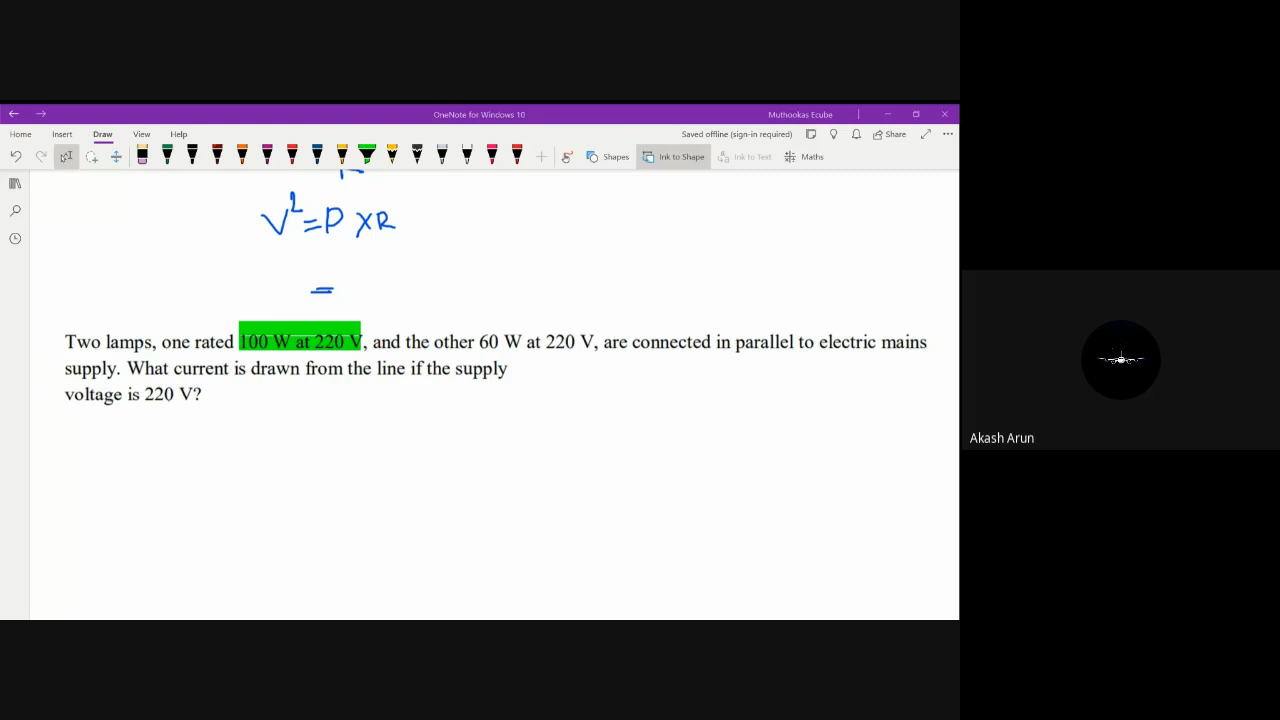 OneNote for Windows 10
Muthookas Ecube
Home Insert Draw View Help
Saved offline (sign-in required)
Share
Shapes
Ink to Shape
Ink to Text
Maths
V²=P×R
=
Two lamps, one rated 100 W at 220 V, and the other 60 W at 220 V, are connected in parallel to electric mains
supply. What current is drawn from the line if the supply
voltage is 220 V?
Akash Arun